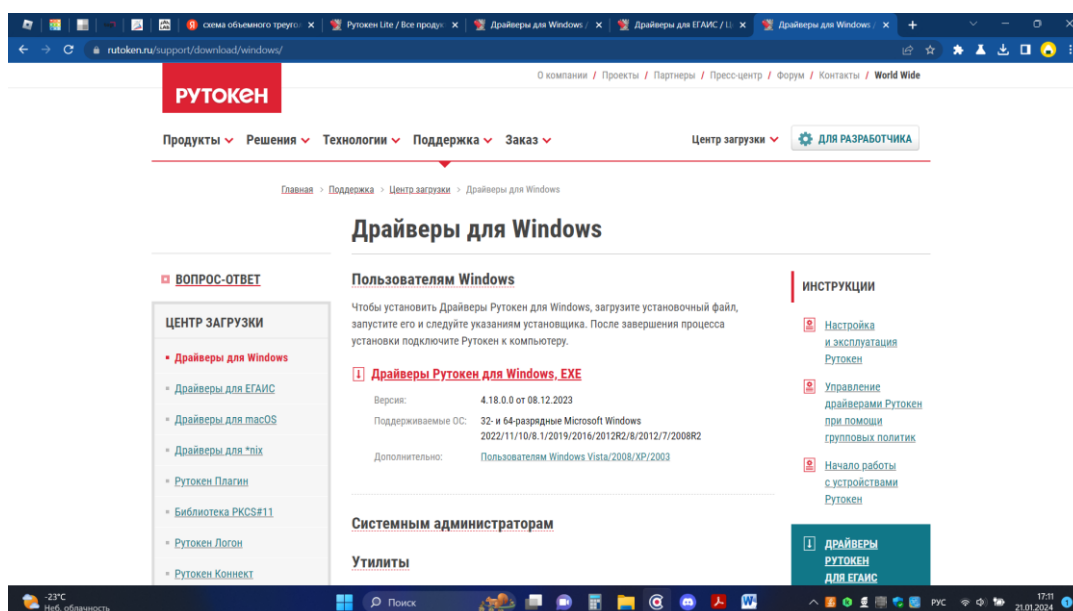 схема объемного треуго
Рутокен Lite / Все продук
Драйверы для Windows /
Драйверы для ЕГАИС / Ц
Драйверы для Windows /
rutoken.ru/support/download/windows/
О компании / Проекты / Партнеры / Пресс-центр / Форум / Контакты / World Wide
РУТОКЕН
Продукты Решения Технологии Поддержка Заказ Центр загрузки ДЛЯ РАЗРАБОТЧИКА
Главная > Поддержка > Центр загрузки > Драйверы для Windows
Драйверы для Windows
ВОПРОС-ОТВЕТ
ЦЕНТР ЗАГРУЗКИ
Драйверы для Windows
Драйверы для ЕГАИС
Драйверы для macOS
Драйверы для *nix
Рутокен Плагин
Библиотека PKCS#11
Рутокен Логон
Рутокен Коннект
Пользователям Windows
Чтобы установить Драйверы Рутокен для Windows, загрузите установочный файл,
запустите его и следуйте указаниям установщика. После завершения процесса
установки подключите Рутокен к компьютеру.
Драйверы Рутокен для Windows, EXE
Версия: 4.18.0.0 от 08.12.2023
Поддерживаемые ОС: 32- и 64-разрядные Microsoft Windows
2022/11/10/8.1/2019/2016/2012R2/8/2012/7/2008R2
Дополнительно: Пользователям Windows Vista/2008/XP/2003
Системным администраторам
Утилиты
ИНСТРУКЦИИ
Настройка
и эксплуатация
Рутокен
Управление
драйверами Рутокен
при помощи
групповых политик
Начало работы
с устройствами
Рутокен
ДРАЙВЕРЫ
РУТОКЕН
ДЛЯ ЕГАИС
-23°C
Неб. облачность
Поиск
РУС
17:11
21.01.2024